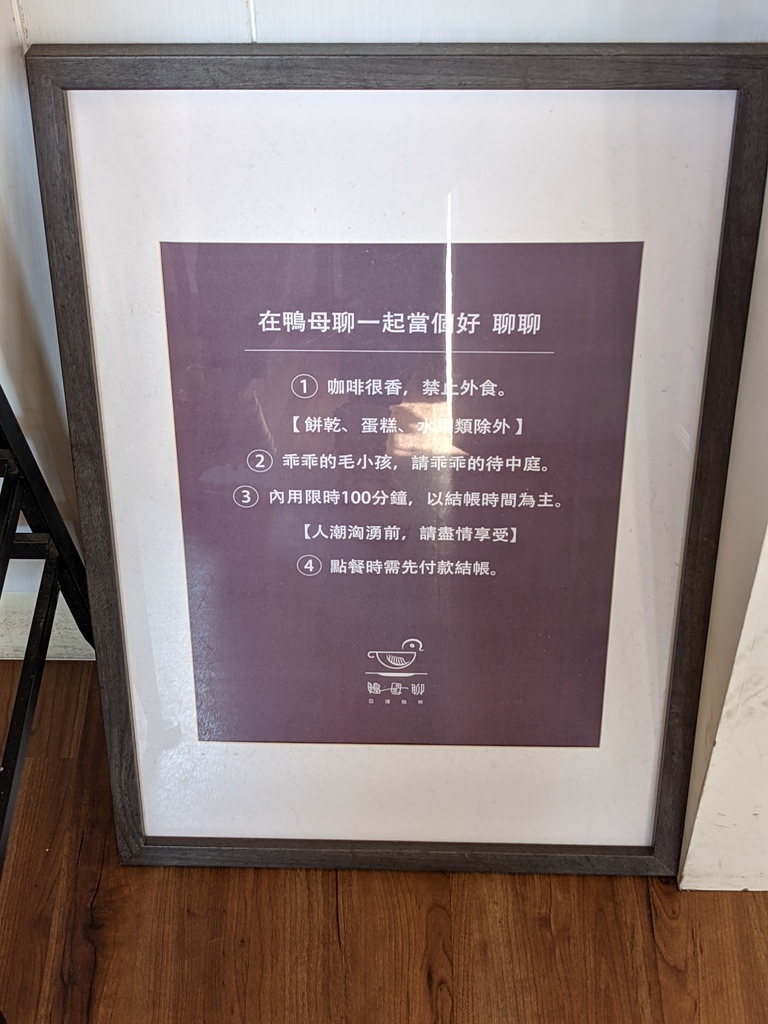 在鴨母聊一起當個好 聊聊
① 咖啡很香，禁止外食。
【餅乾、蛋糕、水果類除外】
② 乖乖的毛小孩，請乖乖的待中庭。
③ 內用限時100分鐘，以結帳時間為主。
【人潮洶湧前，請盡情享受】
④ 點餐時需先付款結帳。
鴨母聊